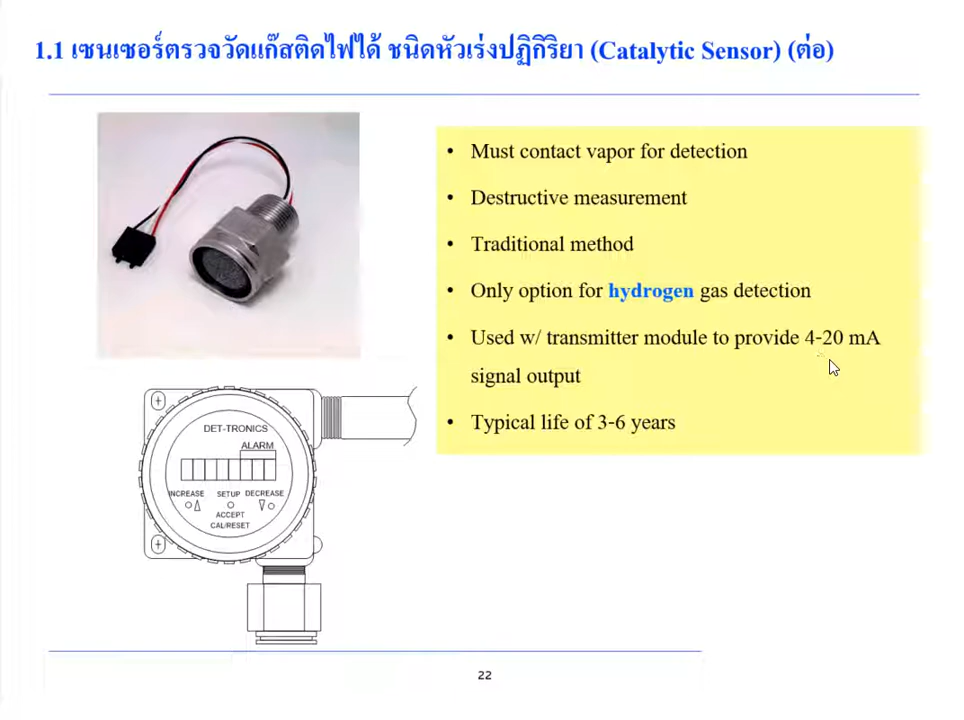 1.1 เซนเซอร์ตรวจวัดแก๊สติดไฟได้ ชนิดหัวเร่งปฏิกิริยา (Catalytic Sensor) (ต่อ)
• Must contact vapor for detection
• Destructive measurement
• Traditional method
• Only option for hydrogen gas detection
• Used w/ transmitter module to provide 4-20 mA
signal output
• Typical life of 3-6 years
DET-TRONICS
ALARM
INCREASE SETUP DECREASE
ACCEPT
CAL/RESET
22